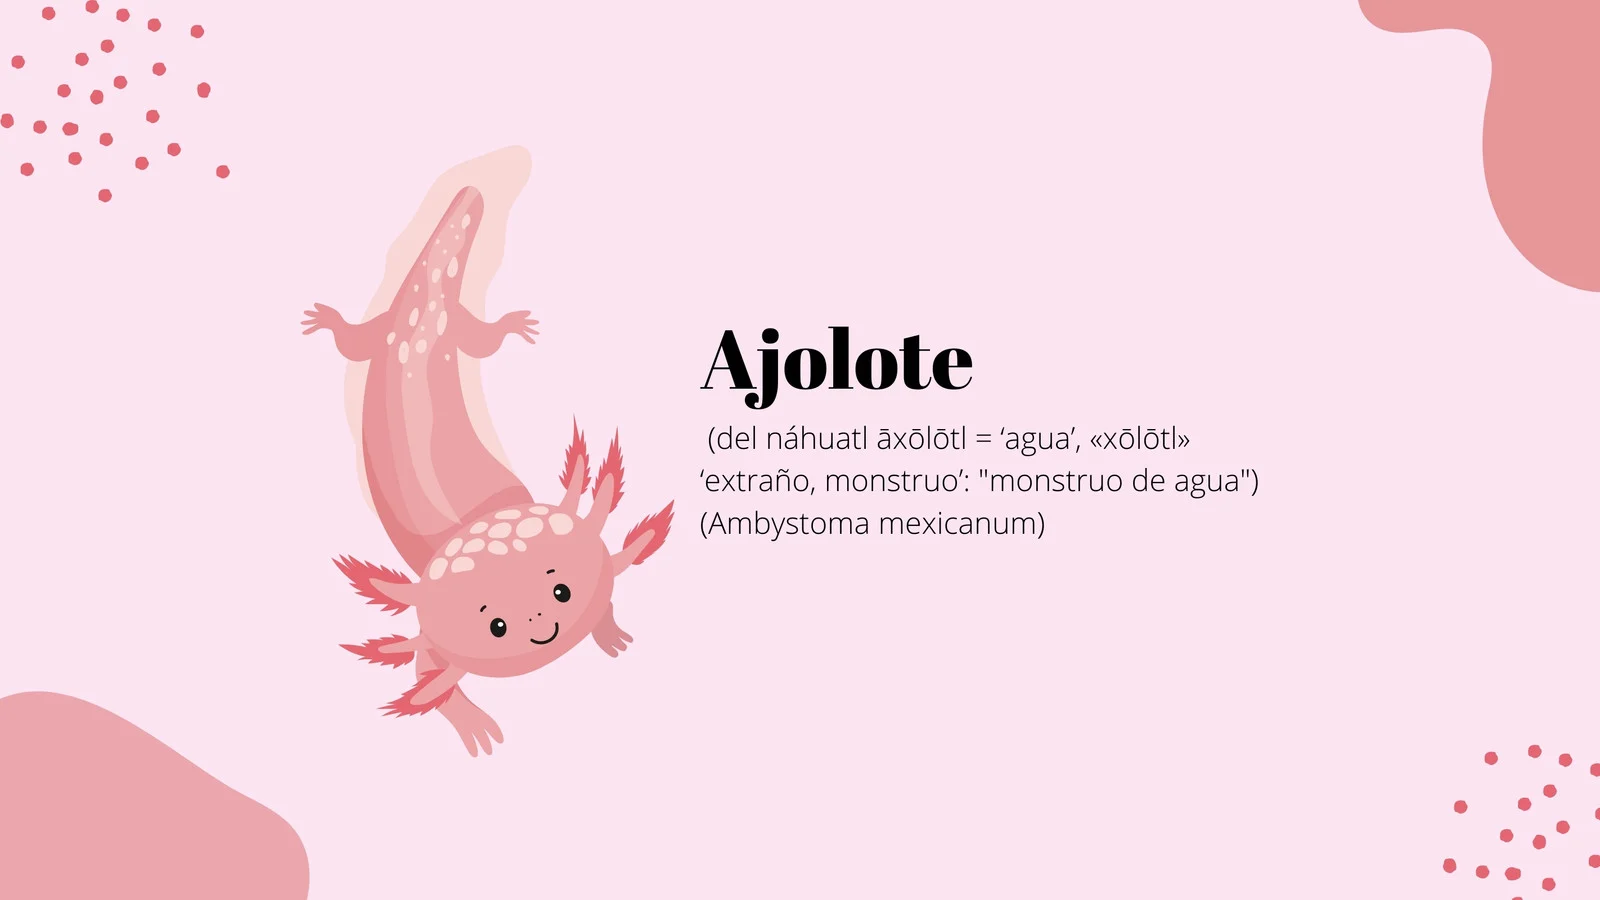 Ajolote
(del náhuatl āxōlōtl = ‘agua’, «xōlōtl»
‘extraño, monstruo’: "monstruo de agua")
(Ambystoma mexicanum)